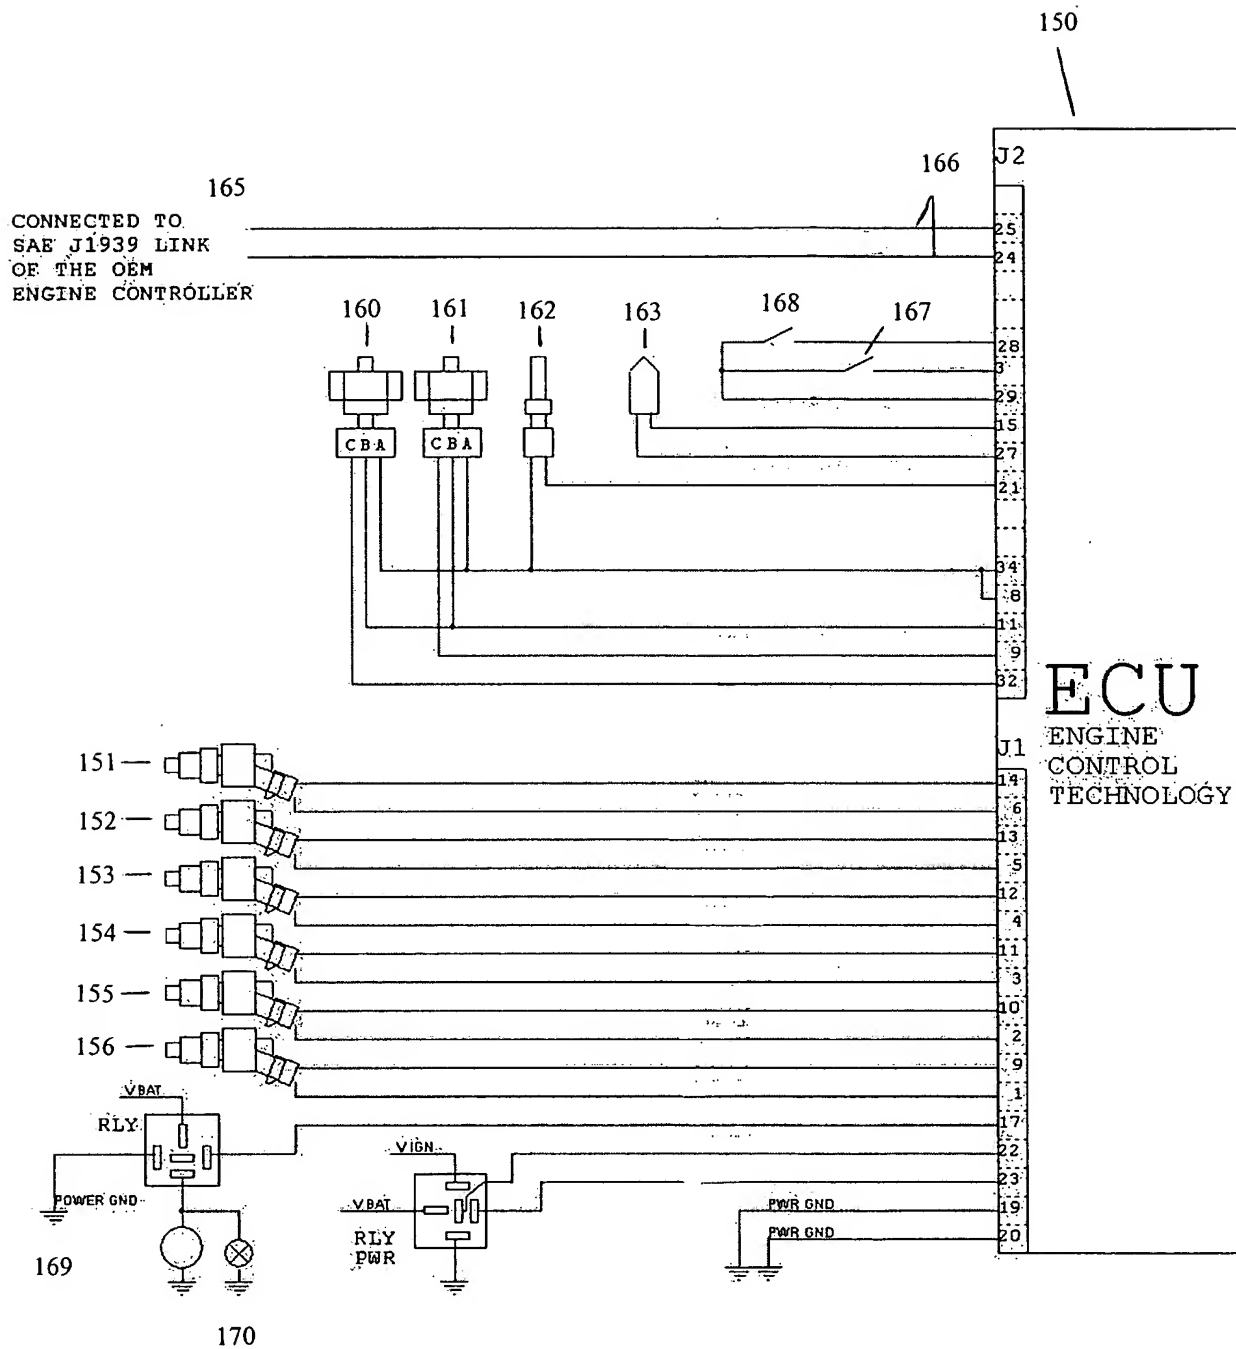 150
J2
166
165
CONNECTED TO
SAE J1939 LINK
OF THE OEM
ENGINE CONTROLLER
25
24
160
161
162
163
168
167
28
3
29
15
27
21
C B A
C B A
34
8
11
9
32
ECU
ENGINE
CONTROL
TECHNOLOGY
J1
151
152
153
154
155
156
14
6
13
5
12
4
11
3
10
2
9
1
17
22
23
19
20
VBAT
RLY
POWER GND
169
170
VIGN
VBAT
RLY
PWR
PWR GND
PWR GND